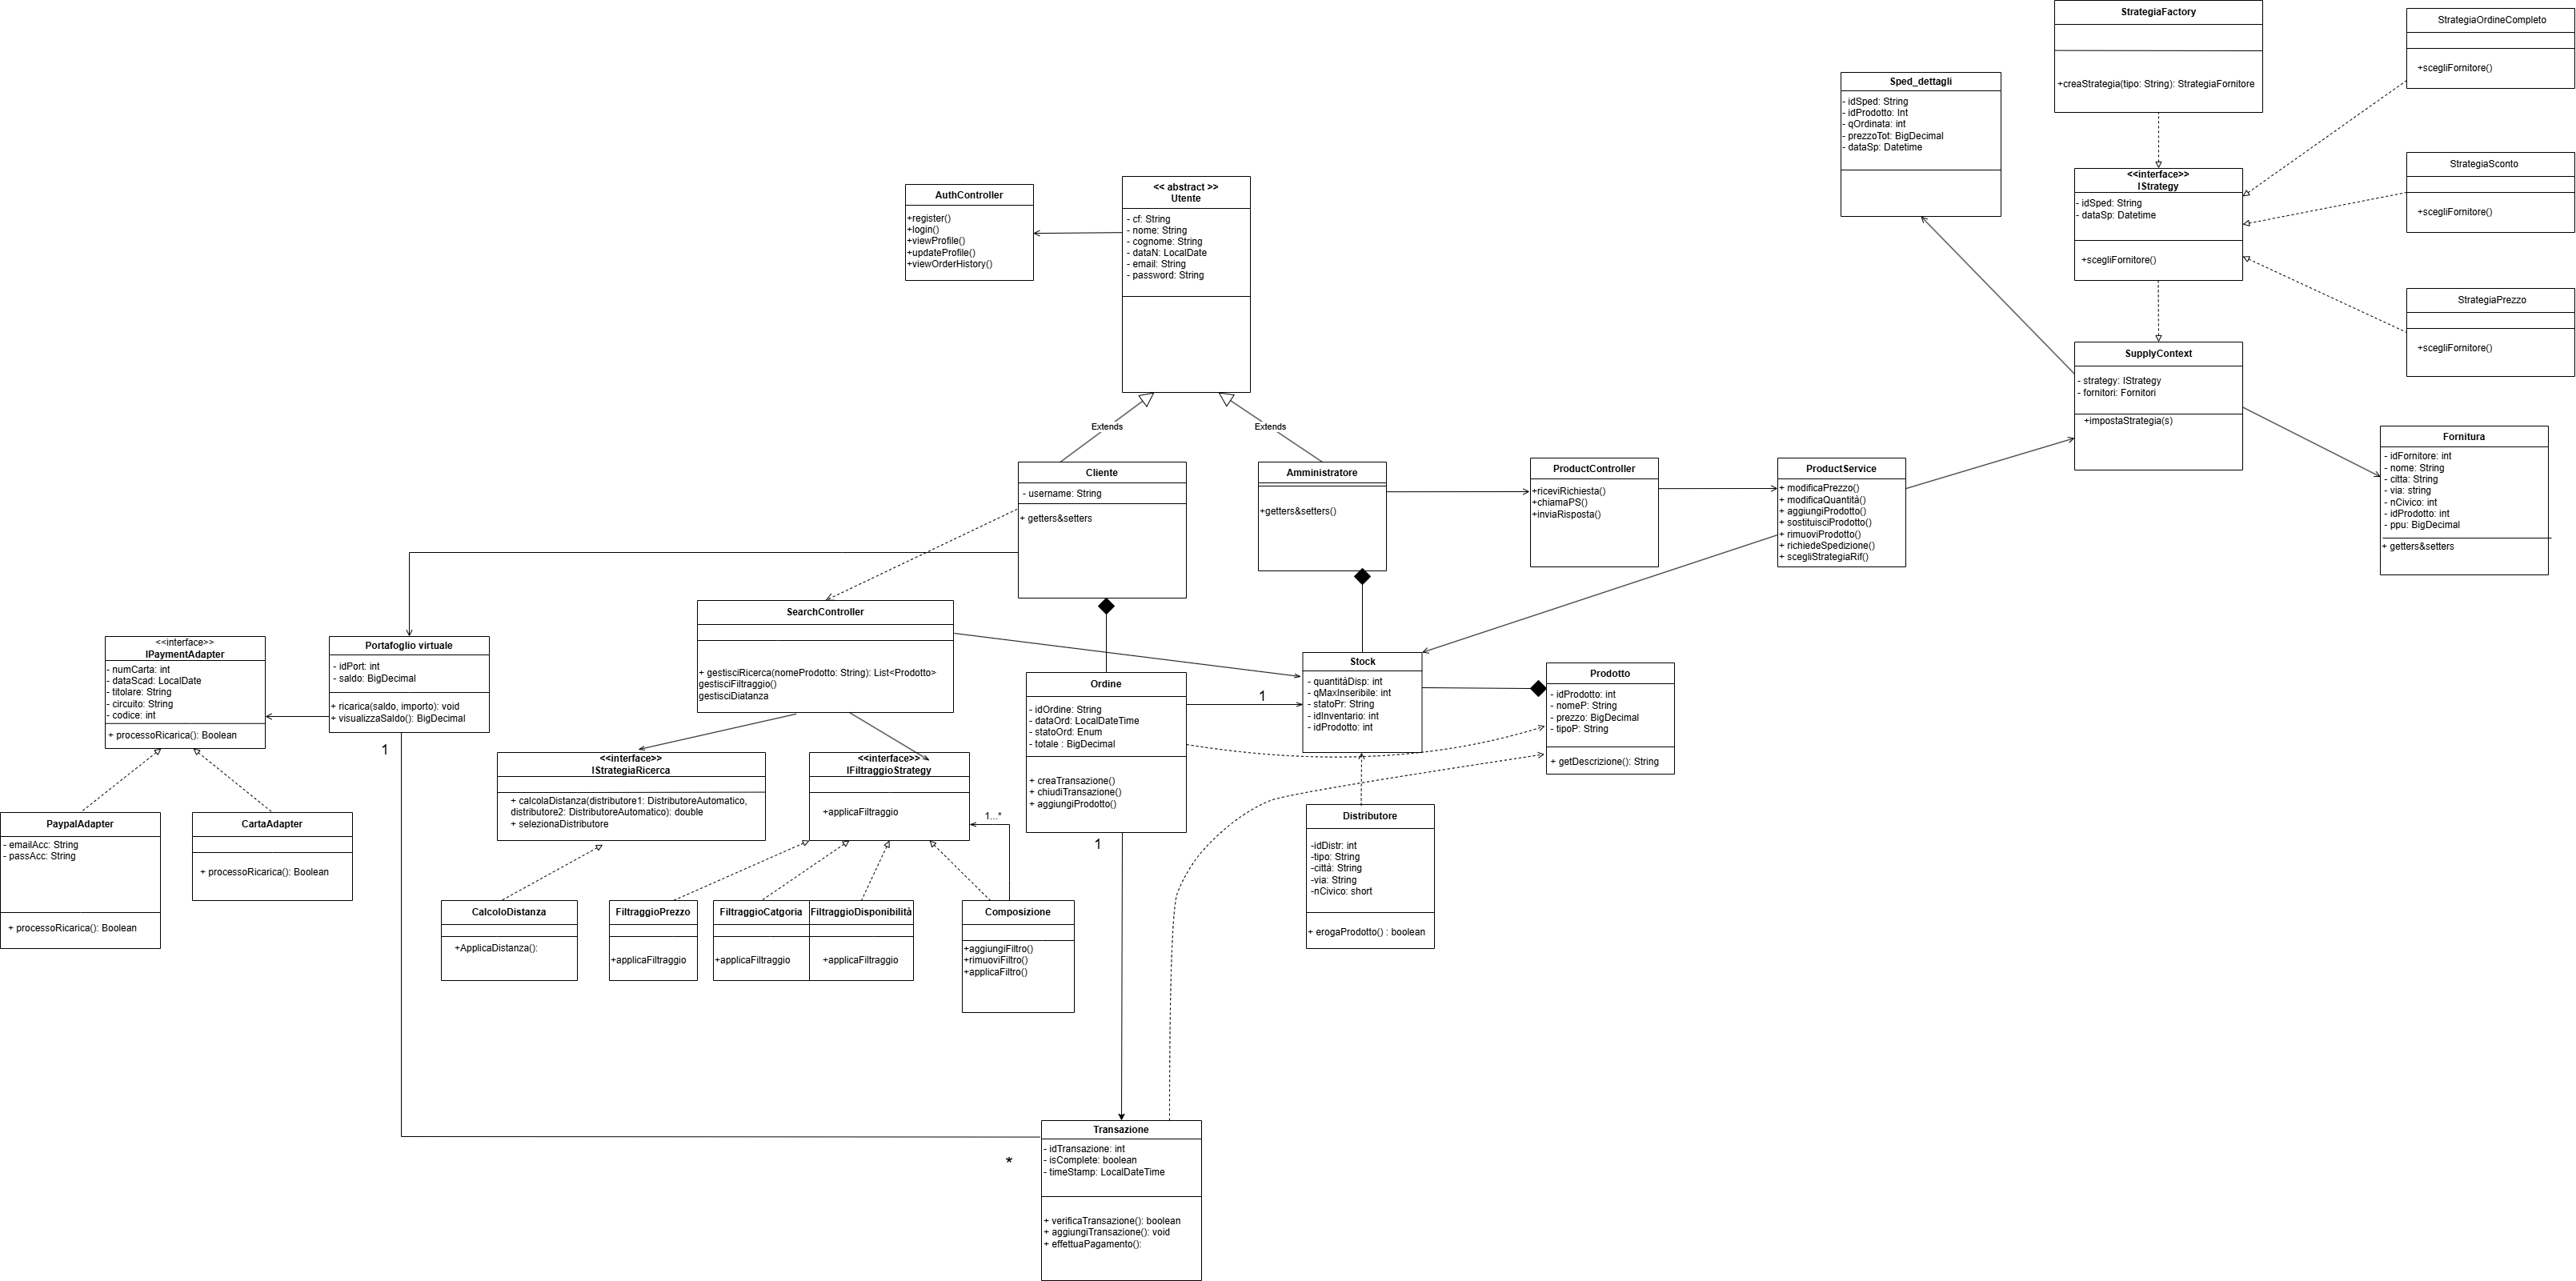 StrategiaFactory
+creaStrategia(tipo: String): StrategiaFornitore
StrategiaOrdineCompleto
+scegliFornitore()
Sped_dettagli
- idSped: String
- idProdotto: Int
- qOrdinata: int
- prezzoTot: BigDecimal
- dataSp: Datetime
<<interface>>
IStrategy
- idSped: String
- dataSp: Datetime
+scegliFornitore()
StrategiaSconto
+scegliFornitore()
StrategiaPrezzo
+scegliFornitore()
AuthController
+register()
+login()
+viewProfile()
+updateProfile()
+viewOrderHistory()
<< abstract >>
Utente
- cf: String
- nome: String
- cognome: String
- dataN: LocalDate
- email: String
- password: String
SupplyContext
- strategy: IStrategy
- fornitori: Fornitori
+impostaStrategia(s)
Extends
Extends
Cliente
- username: String
+ getters&setters
Amministratore
+getters&setters()
ProductController
+riceviRichiesta()
+chiamaPS()
+inviaRisposta()
ProductService
+ modificaPrezzo()
+ modificaQuantità()
+ aggiungiProdotto()
+ sostituisciProdotto()
+ rimuoviProdotto()
+ richiedeSpedizione()
+ scegliStrategiaRif()
Fornitura
- idFornitore: int
- nome: String
- citta: String
- via: string
- nCivico: int
- idProdotto: int
- ppu: BigDecimal
+ getters&setters
<<interface>>
IPaymentAdapter
- numCarta: int
- dataScad: LocalDate
- titolare: String
- circuito: String
- codice: int
+ processoRicarica(): Boolean
Portafoglio virtuale
- idPort: int
- saldo: BigDecimal
+ ricarica(saldo, importo): void
+ visualizzaSaldo(): BigDecimal
1
SearchController
+ gestisciRicerca(nomeProdotto: String): List<Prodotto>
gestisciFiltraggio()
gestisciDiatanza
Ordine
- idOrdine: String
- dataOrd: LocalDateTime
- statoOrd: Enum
- totale : BigDecimal
+ creaTransazione()
+ chiudiTransazione()
+ aggiungiProdotto()
1
1
Stock
- quantitàDisp: int
- qMaxInseribile: int
- statoPr: String
- idInventario: int
- idProdotto: int
Prodotto
- idProdotto: int
- nomeP: String
- prezzo: BigDecimal
- tipoP: String
+ getDescrizione(): String
<<interface>>
IStrategiaRicerca
+ calcolaDistanza(distributore1: DistributoreAutomatico,
distributore2: DistributoreAutomatico): double
+ selezionaDistributore
<<interface>>
IFiltraggioStrategy
+applicaFiltraggio
1...*
PaypalAdapter
- emailAcc: String
- passAcc: String
+ processoRicarica(): Boolean
CartaAdapter
+ processoRicarica(): Boolean
Distributore
-idDistr: int
-tipo: String
-città: String
-via: String
-nCivico: short
+ erogaProdotto() : boolean
CalcoloDistanza
+ApplicaDistanza():
FiltraggioPrezzo
+applicaFiltraggio
FiltraggioCatgoria
+applicaFiltraggio
FiltraggioDisponibilità
+applicaFiltraggio
Composizione
+aggiungiFiltro()
+rimuoviFiltro()
+applicaFiltro()
*
Transazione
- idTransazione: int
- isComplete: boolean
- timeStamp: LocalDateTime
+ verificaTransazione(): boolean
+ aggiungiTransazione(): void
+ effettuaPagamento():